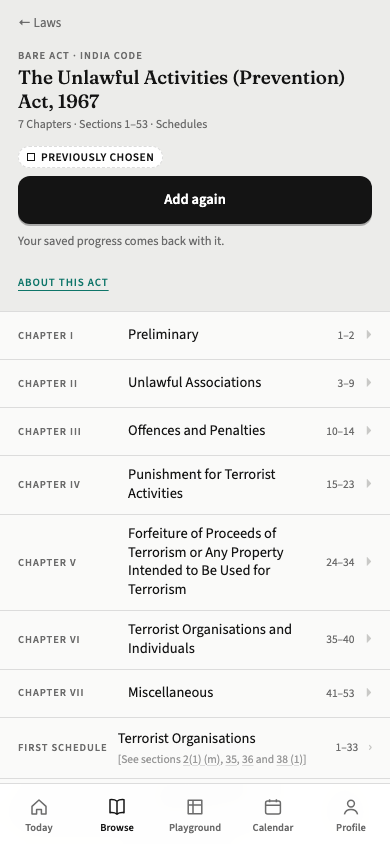 ← Laws
BARE ACT · INDIA CODE
The Unlawful Activities (Prevention)
Act, 1967
7 Chapters · Sections 1–53 · Schedules
PREVIOUSLY CHOSEN
Add again
Your saved progress comes back with it.
ABOUT THIS ACT
CHAPTER I Preliminary 1–2
CHAPTER II Unlawful Associations 3–9
CHAPTER III Offences and Penalties 10–14
CHAPTER IV Punishment for Terrorist
Activities 15–23
CHAPTER V Forfeiture of Proceeds of
Terrorism or Any Property
Intended to Be Used for
Terrorism 24–34
CHAPTER VI Terrorist Organisations and
Individuals 35–40
CHAPTER VII Miscellaneous 41–53
FIRST SCHEDULE Terrorist Organisations 1–33
[See sections 2(1) (m), 35, 36 and 38 (1)]
Today Browse Playground Calendar Profile